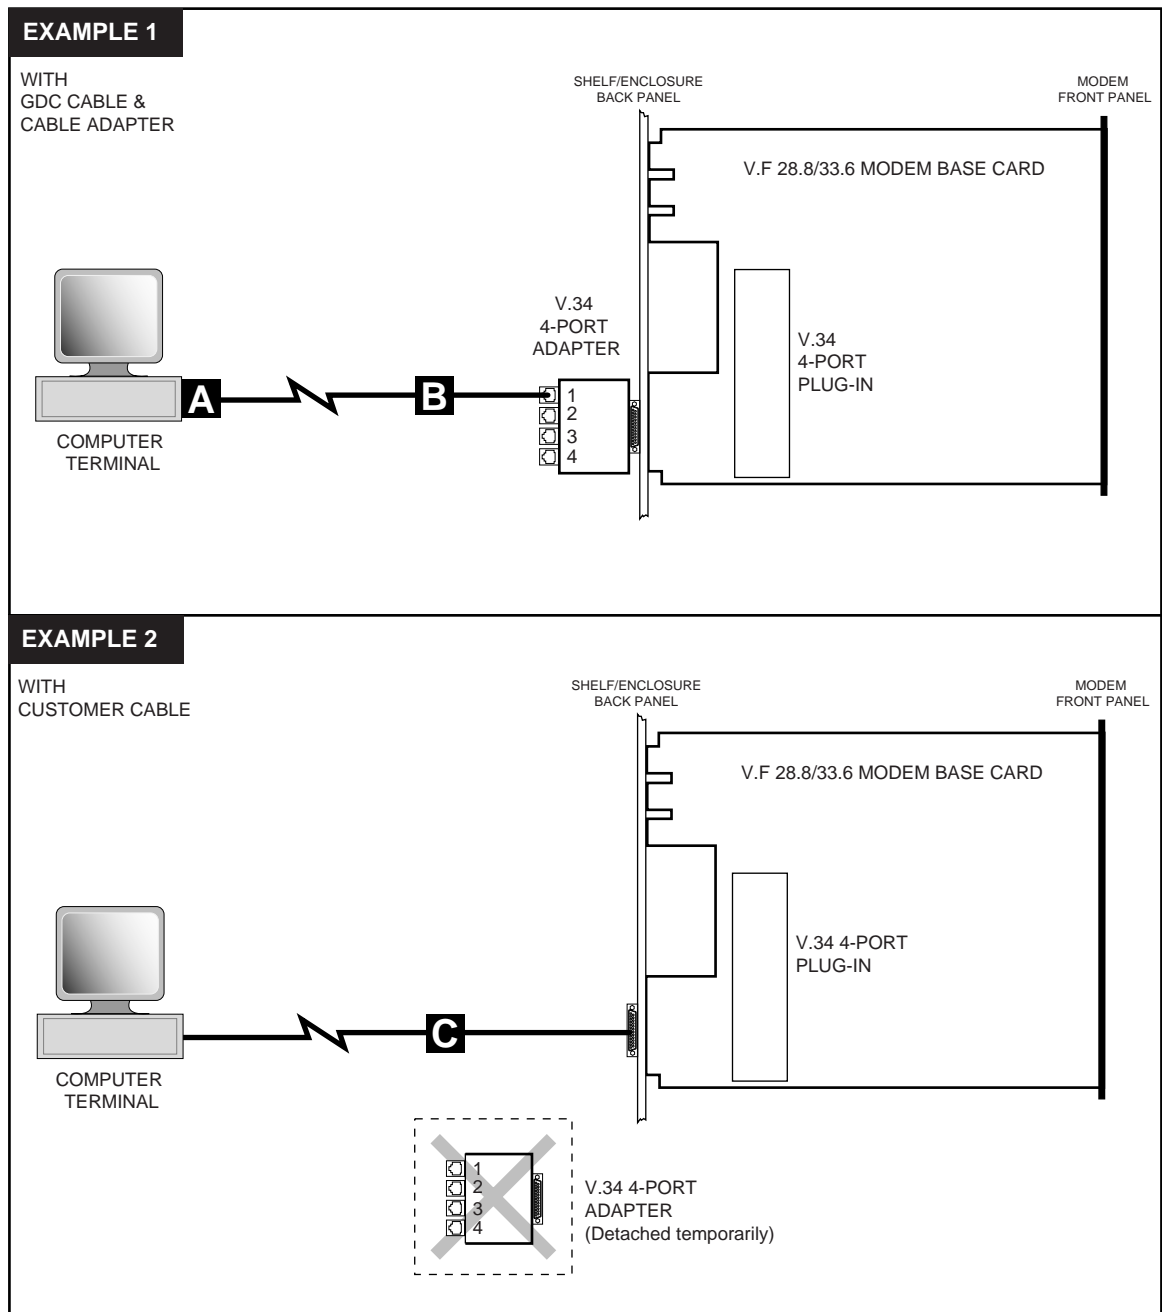 EXAMPLE 1
WITH
GDC CABLE &
CABLE ADAPTER
SHELF/ENCLOSURE
BACK PANEL
MODEM
FRONT PANEL
V.F 28.8/33.6 MODEM BASE CARD
V.34
4-PORT
ADAPTER
V.34
4-PORT
PLUG-IN
A
B
1
2
3
4
COMPUTER
TERMINAL
EXAMPLE 2
WITH
CUSTOMER CABLE
SHELF/ENCLOSURE
BACK PANEL
MODEM
FRONT PANEL
V.F 28.8/33.6 MODEM BASE CARD
V.34 4-PORT
PLUG-IN
C
COMPUTER
TERMINAL
1
2
3
4
V.34 4-PORT
ADAPTER
(Detached temporarily)